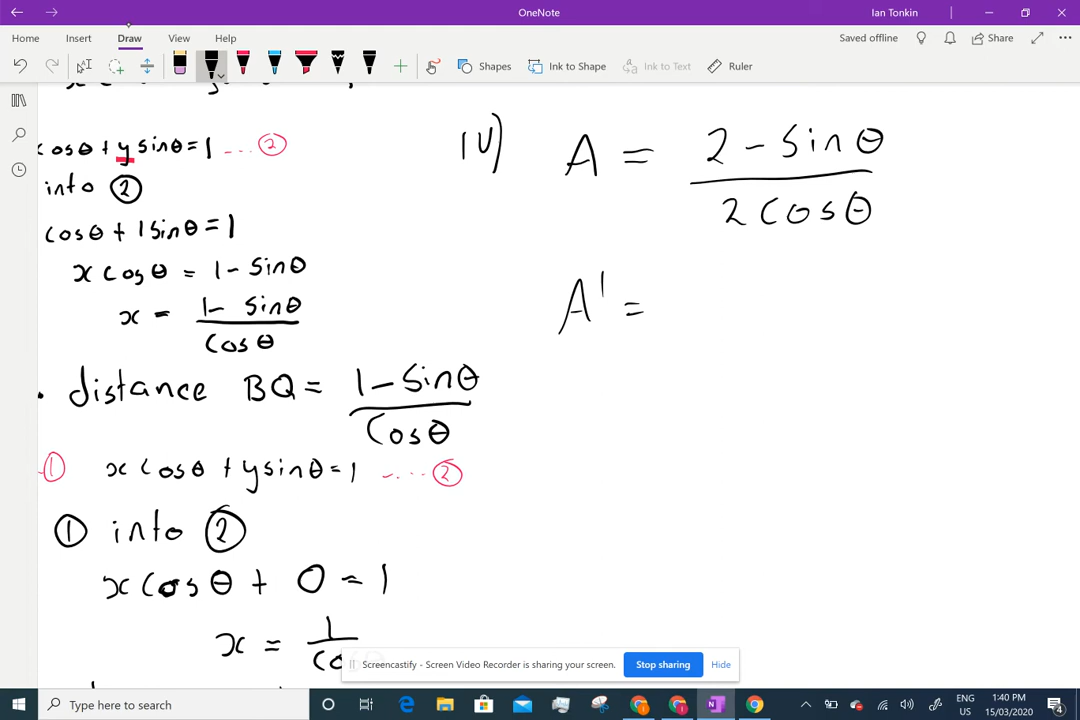 OneNote
Ian Tonkin
Home Insert Draw View Help
Saved offline
Share
Shapes
Ink to Shape
Ink to Text
Ruler
cosθ + y sinθ = 1 .... ②
into ②
cosθ + 1 sinθ = 1
x cosθ = 1 - sinθ
x = 1 - sinθ / cosθ
distance BQ = 1 - sinθ / cosθ
① x cosθ + y sinθ = 1 ..... ②
① into ②
x cosθ + 0 = 1
x = 1 / cos
IV) A = 2 - sinθ / 2 cosθ
A' =
Screencastify - Screen Video Recorder is sharing your screen.
Stop sharing
Hide
Type here to search
ENG
US
1:40 PM
15/03/2020
4